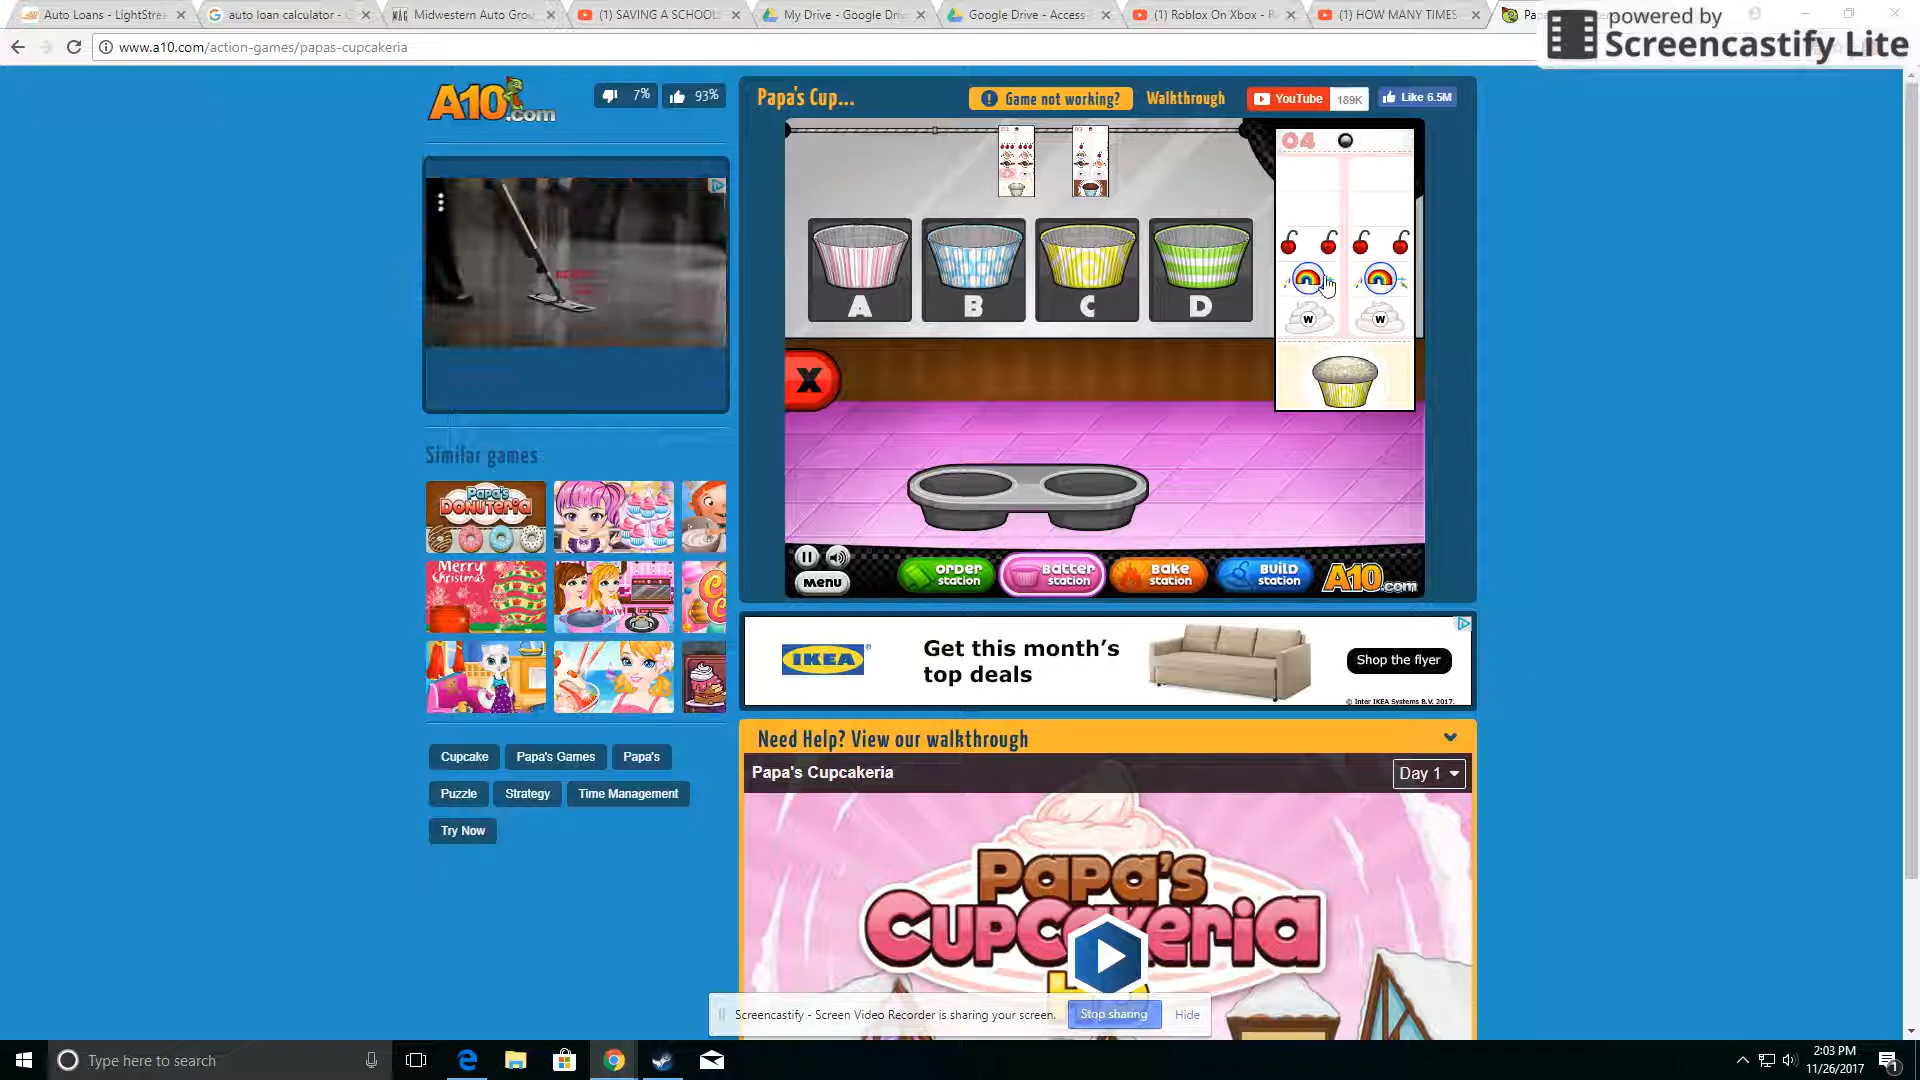 Auto Loans - LightStre
auto loan calculator - G
Midwestern Auto Grou
(1) SAVING A SCHOOL
My Drive - Google Dri
Google Drive - Access
(1) Roblox On Xbox - R
(1) HOW MANY TIMES
Pa
powered by
Screencastify Lite
www.a10.com/action-games/papas-cupcakeria
A10.com
7%
93%
Papa's Cup...
Game not working?
Walkthrough
YouTube
189K
Like 6.5M
04
A
B
C
D
W
W
X
Similar games
Papa's
DONUTERIA
Merry
Christmas
menu
ORDER
station
BATTER
station
BAKE
station
BUILD
station
A10.com
IKEA
Get this month's
top deals
Shop the flyer
© Inter IKEA Systems B.V. 2017.
Need Help? View our walkthrough
Papa's Cupcakeria
Day 1
Cupcake
Papa's Games
Papa's
Puzzle
Strategy
Time Management
Try Now
Papa's
Cupcakeria
Screencastify - Screen Video Recorder is sharing your screen.
Stop sharing
Hide
Type here to search
2:03 PM
11/26/2017
1